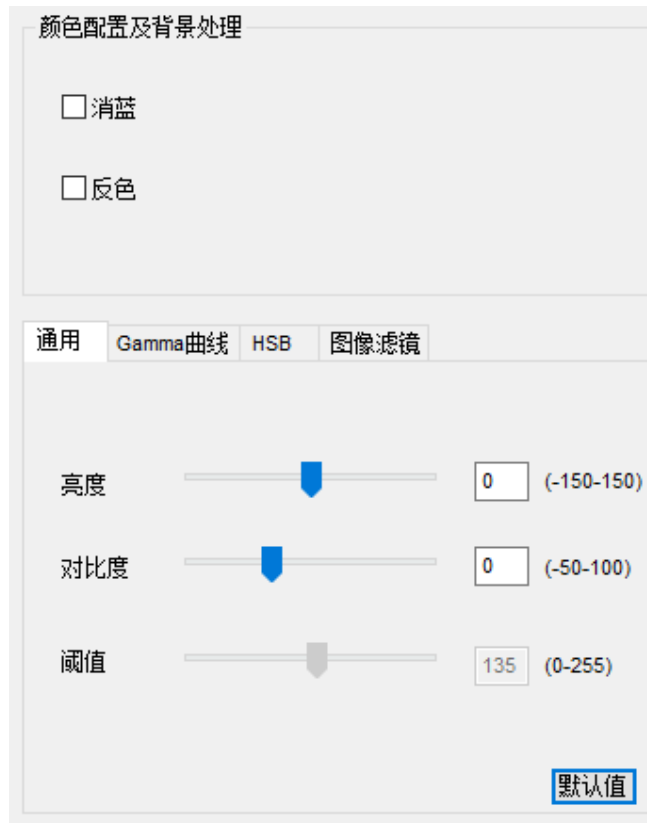 颜色配置及背景处理
消蓝
反色
通用 Gamma曲线 HSB 图像滤镜
亮度 0 (-150-150)
对比度 0 (-50-100)
阈值 135 (0-255)
默认值